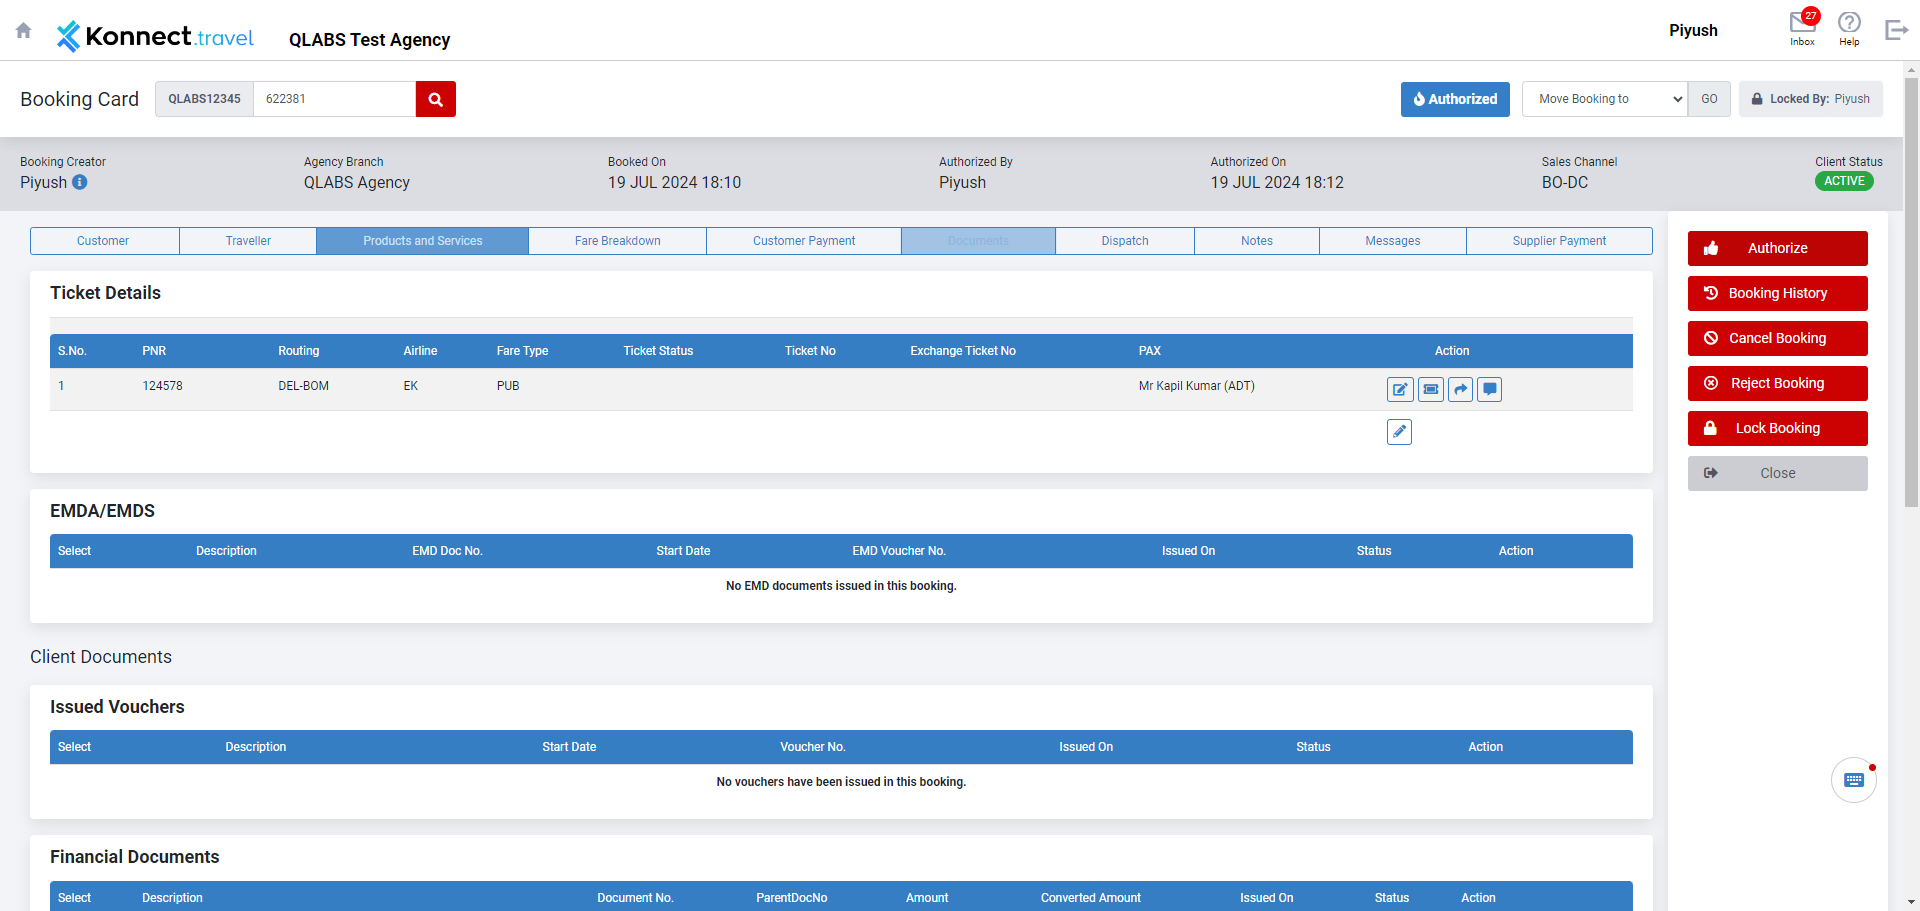 Konnect.travel
QLABS Test Agency
Piyush
27
Inbox
Help
Booking Card
QLABS12345
622381
Authorized
Move Booking to
GO
Locked By: Piyush
Booking Creator
Piyush
Agency Branch
QLABS Agency
Booked On
19 JUL 2024 18:10
Authorized By
Piyush
Authorized On
19 JUL 2024 18:12
Sales Channel
BO-DC
Client Status
ACTIVE
Customer
Traveller
Products and Services
Fare Breakdown
Customer Payment
Documents
Dispatch
Notes
Messages
Supplier Payment
Authorize
Booking History
Cancel Booking
Reject Booking
Lock Booking
Close
Ticket Details
S.No. PNR Routing Airline Fare Type Ticket Status Ticket No Exchange Ticket No PAX Action
1 124578 DEL-BOM EK PUB Mr Kapil Kumar (ADT)
EMDA/EMDS
Select Description EMD Doc No. Start Date EMD Voucher No. Issued On Status Action
No EMD documents issued in this booking.
Client Documents
Issued Vouchers
Select Description Start Date Voucher No. Issued On Status Action
No vouchers have been issued in this booking.
Financial Documents
Select Description Document No. ParentDocNo Amount Converted Amount Issued On Status Action